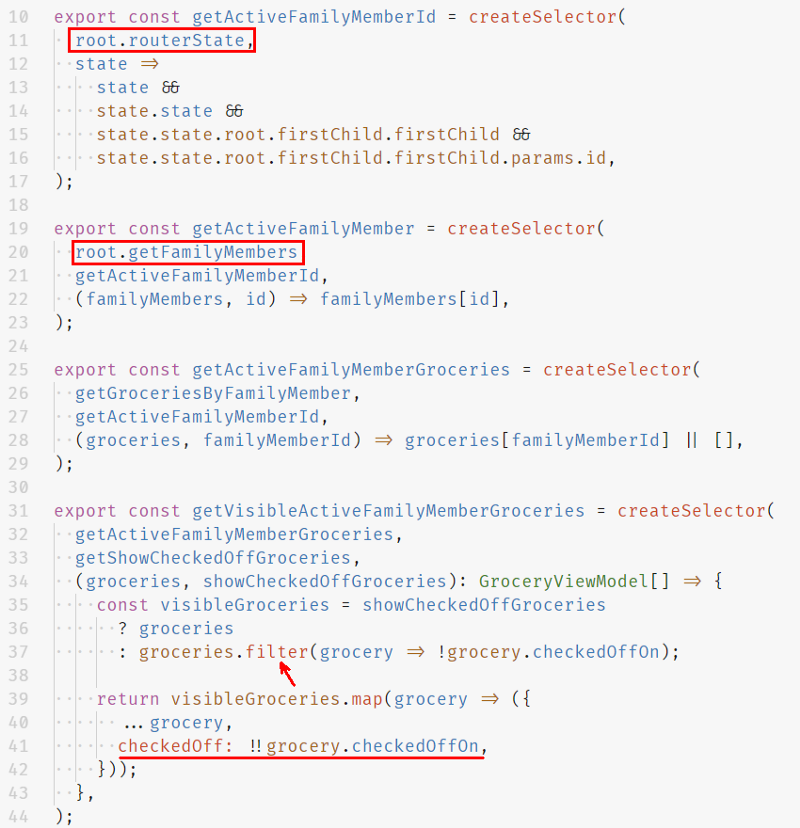 10 export const getActiveFamilyMemberId = createSelector(
11   root.routerState,
12   state =>
13     state &&
14     state.state &&
15     state.state.root.firstChild.firstChild &&
16     state.state.root.firstChild.firstChild.params.id,
17 );
18
19 export const getActiveFamilyMember = createSelector(
20   root.getFamilyMembers
21   getActiveFamilyMemberId,
22   (familyMembers, id) => familyMembers[id],
23 );
24
25 export const getActiveFamilyMemberGroceries = createSelector(
26   getGroceriesByFamilyMember,
27   getActiveFamilyMemberId,
28   (groceries, familyMemberId) => groceries[familyMemberId] || [],
29 );
30
31 export const getVisibleActiveFamilyMemberGroceries = createSelector(
32   getActiveFamilyMemberGroceries,
33   getShowCheckedOffGroceries,
34   (groceries, showCheckedOffGroceries): GroceryViewModel[] => {
35     const visibleGroceries = showCheckedOffGroceries
36       ? groceries
37       : groceries.filter(grocery => !grocery.checkedOffOn);
38
39     return visibleGroceries.map(grocery => ({
40       ...grocery,
41       checkedOff: !!grocery.checkedOffOn,
42     }));
43   },
44 );